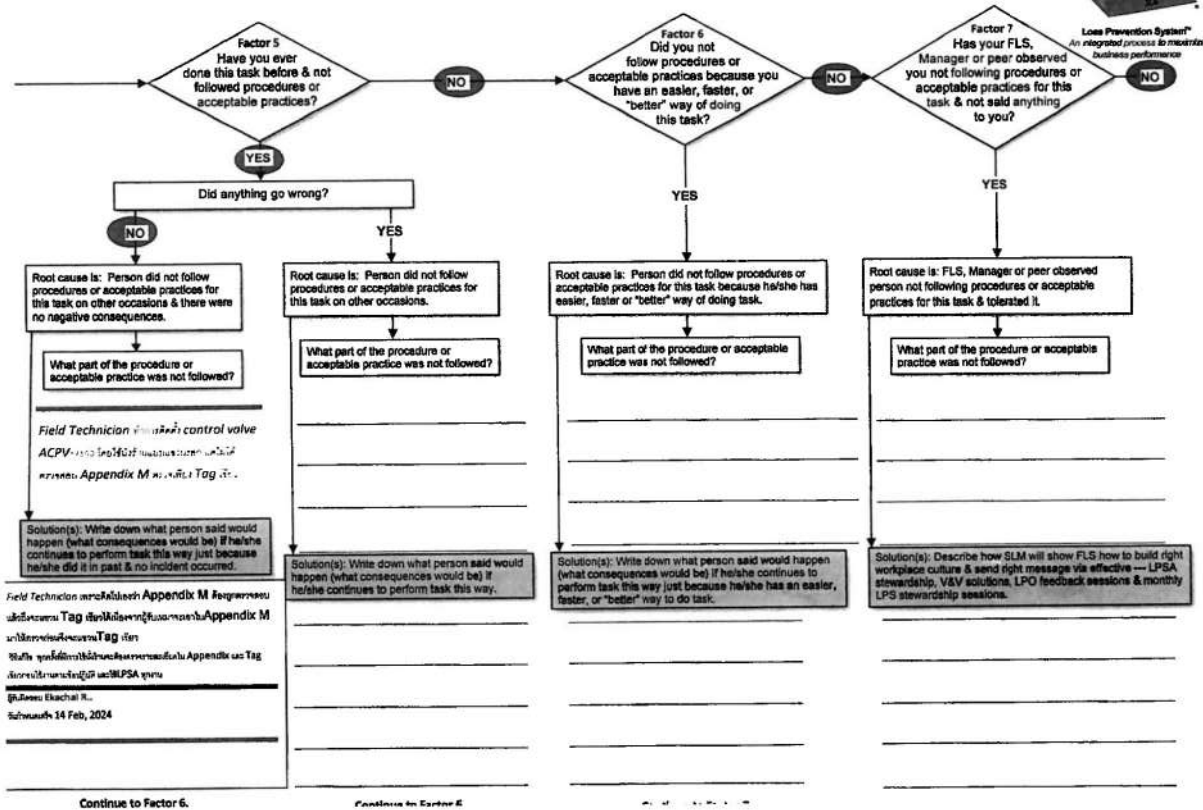 Loss Prevention System™
An integrated process to maximize
business performance
Factor 5
Have you ever
done this task before & not
followed procedures or
acceptable practices?
NO
Factor 6
Did you not
follow procedures or
acceptable practices because you
have an easier, faster, or
"better" way of doing
this task?
NO
Factor 7
Has your FLS,
Manager or peer observed
you not following procedures or
acceptable practices for this
task & not said anything
to you?
NO
YES
Did anything go wrong?
NO
YES
YES
YES
Root cause is: Person did not follow
procedures or acceptable practices for
this task on other occasions & there were
no negative consequences.
What part of the procedure or
acceptable practice was not followed?
Field Technician control valve
ACPV-
Appendix M Tag
Solution(s): Write down what person said would
happen (what consequences would be) if he/she
continues to perform task this way just because
he/she did it in past & no incident occurred.
Field Technician Appendix M
Tag Appendix M
Tag
Appendix และ Tag
LPSA
Ekachai R..
14 Feb, 2024
Continue to Factor 6.
Root cause is: Person did not follow
procedures or acceptable practices for
this task on other occasions.
What part of the procedure or
acceptable practice was not followed?
Solution(s): Write down what person said would
happen (what consequences would be) if
he/she continues to perform task this way.
Continue to Factor 6
Root cause is: Person did not follow procedures or
acceptable practices for this task because he/she has
easier, faster or "better" way of doing task.
What part of the procedure or acceptable
practice was not followed?
Solution(s): Write down what person said would happen
(what consequences would be) if he/she continues to
perform task this way just because he/she has an easier,
faster, or "better" way to do task.
Root cause is: FLS, Manager or peer observed
person not following procedures or acceptable
practices for this task & tolerated it.
What part of the procedure or acceptable
practice was not followed?
Solution(s): Describe how SLM will show FLS how to build right
workplace culture & send right message via effective --- LPSA
stewardship, V&V solutions, LPO feedback sessions & monthly
LPS stewardship sessions.